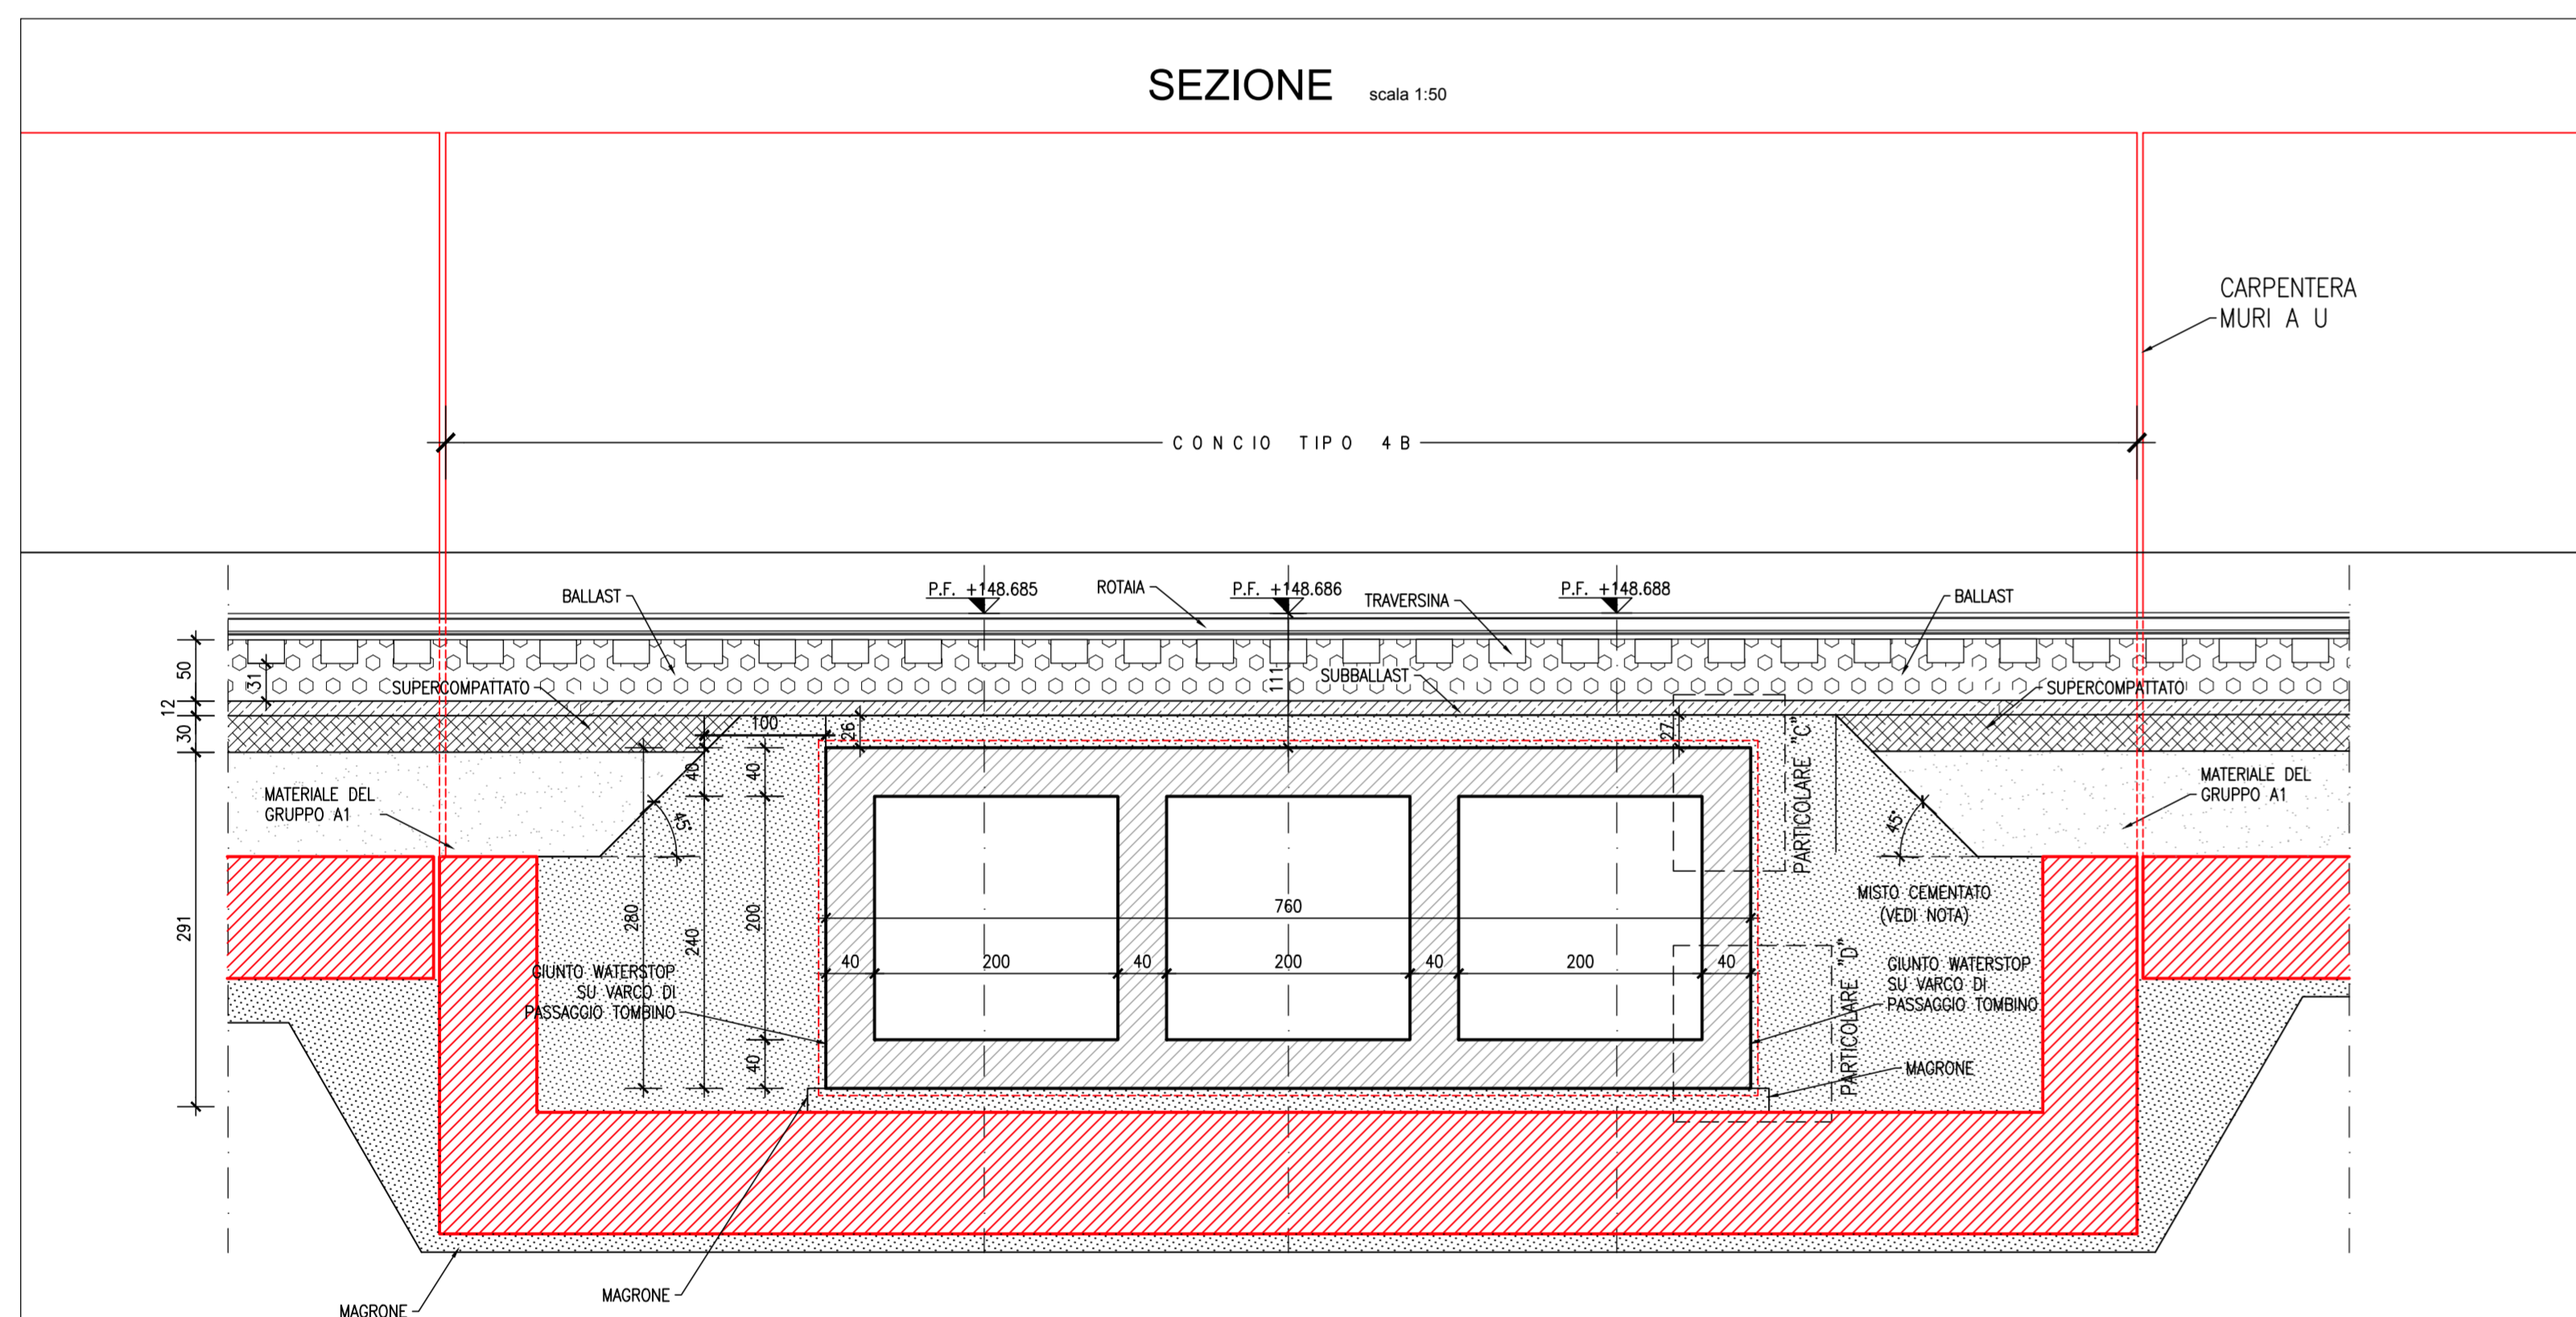 SEZIONE scala 1:50
CARPENTERA
MURI A U
CONCIO TIPO 4B
BALLAST
P.F. +148.685
ROTAIA
P.F. +148.686
TRAVERSINA
P.F. +148.688
BALLAST
50
31
12
30
291
SUPERCOMPATTATO
111
SUBBALLAST
SUPERCOMPATTATO
100
26
27
40
40
MATERIALE DEL
GRUPPO A1
45°
PARTICOLARE "C"
45°
MATERIALE DEL
GRUPPO A1
MISTO CEMENTATO
(VEDI NOTA)
280
240
200
760
40
200
40
200
40
200
40
GIUNTO WATERSTOP
SU VARCO DI
PASSAGGIO TOMBINO
PARTICOLARE "D"
GIUNTO WATERSTOP
SU VARCO DI
PASSAGGIO TOMBINO
40
MAGRONE
MAGRONE
MAGRONE